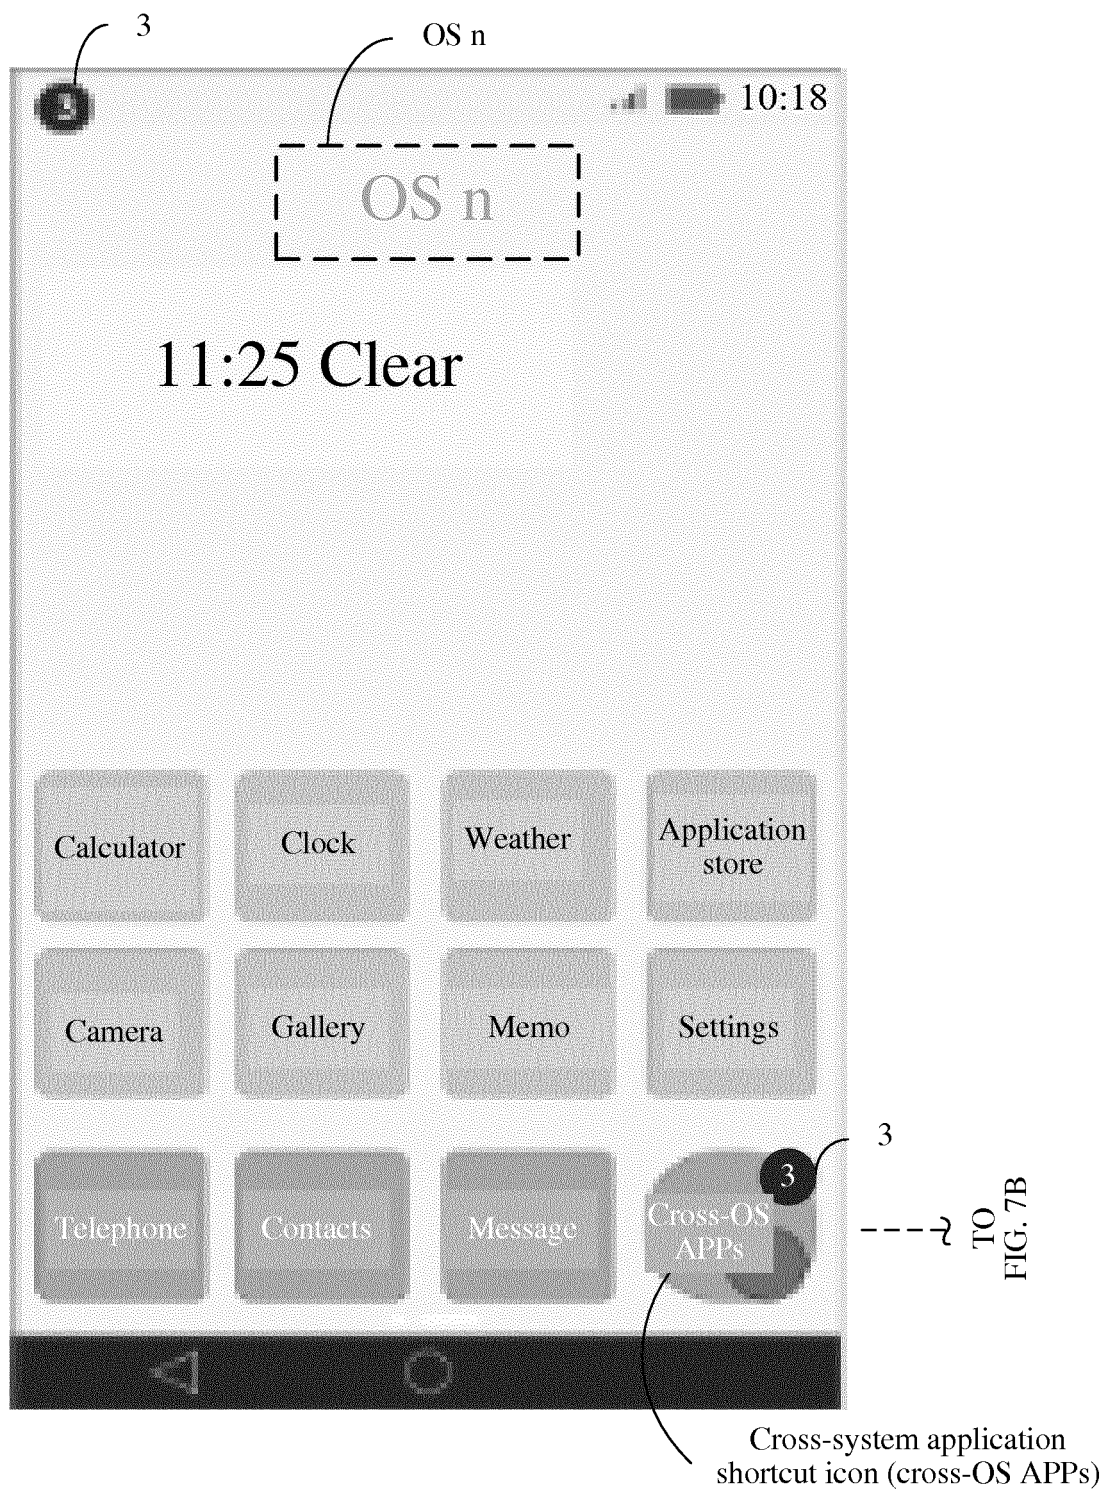 3
OS n
10:18
OS n
11:25 Clear
Calculator
Clock
Weather
Application
store
Camera
Gallery
Memo
Settings
3
3
Telephone
Contacts
Message
Cross-OS
APPs
TO
FIG. 7B
Cross-system application
shortcut icon (cross-OS APPs)